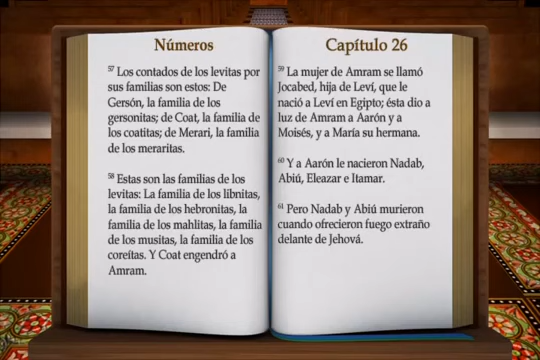 Números
⁵⁷ Los contados de los levitas por
sus familias son estos: De
Gersón, la familia de los
gersonitas; de Coat, la familia de
los coatitas; de Merari, la familia
de los meraritas.
⁵⁸ Estas son las familias de los
levitas: La familia de los libnitas,
la familia de los hebronitas, la
familia de los mahlitas, la familia
de los musitas, la familia de los
coreítas. Y Coat engendró a
Amram.
Capítulo 26
⁵⁹ La mujer de Amram se llamó
Jocabed, hija de Leví, que le
nació a Leví en Egipto; ésta dio a
luz de Amram a Aarón y a
Moisés, y a María su hermana.
⁶⁰ Y a Aarón le nacieron Nadab,
Abiú, Eleazar e Itamar.
⁶¹ Pero Nadab y Abiú murieron
cuando ofrecieron fuego extraño
delante de Jehová.